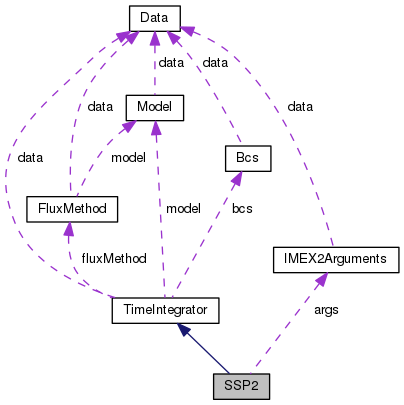 Data
data
data
Model
data
data
data
model
Bcs
FluxMethod
model
bcs
fluxMethod
IMEX2Arguments
TimeIntegrator
args
SSP2